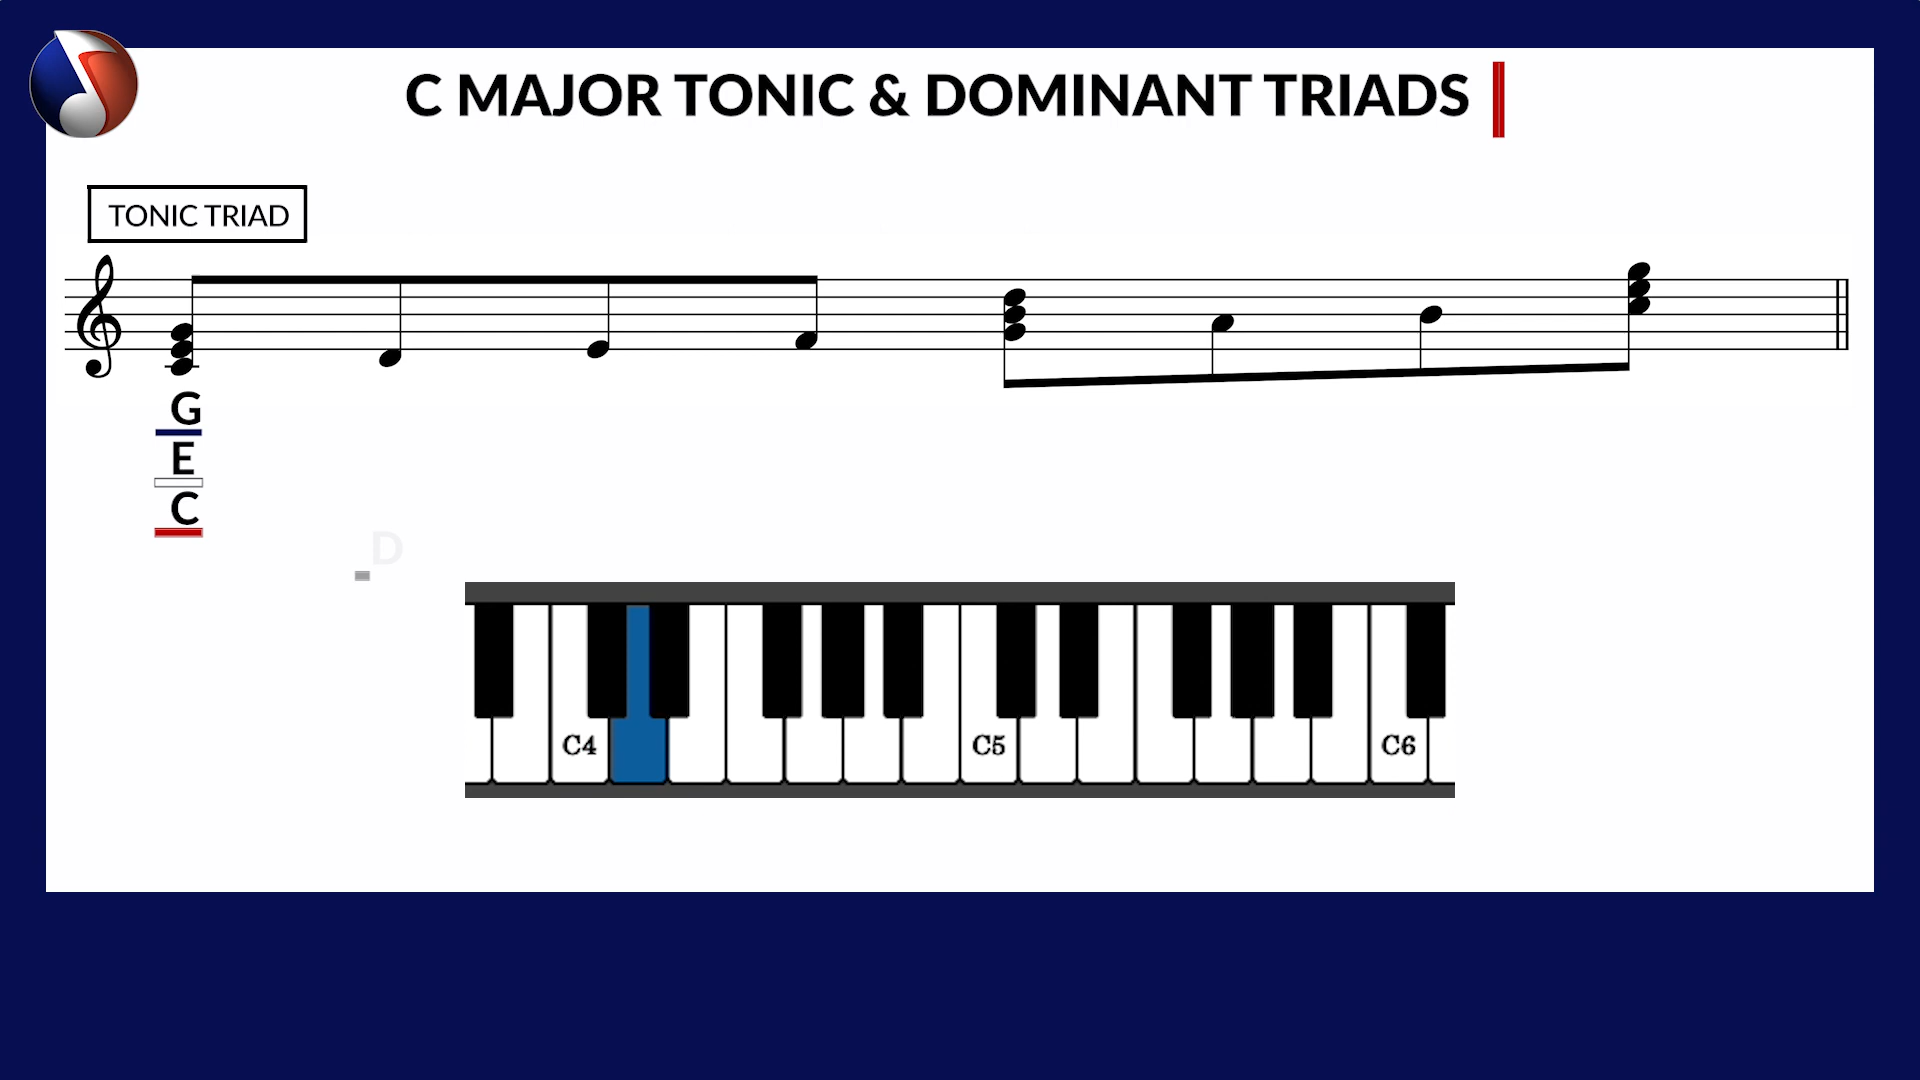 C MAJOR TONIC & DOMINANT TRIADS
TONIC TRIAD
G
E
C
D
C4 C5 C6